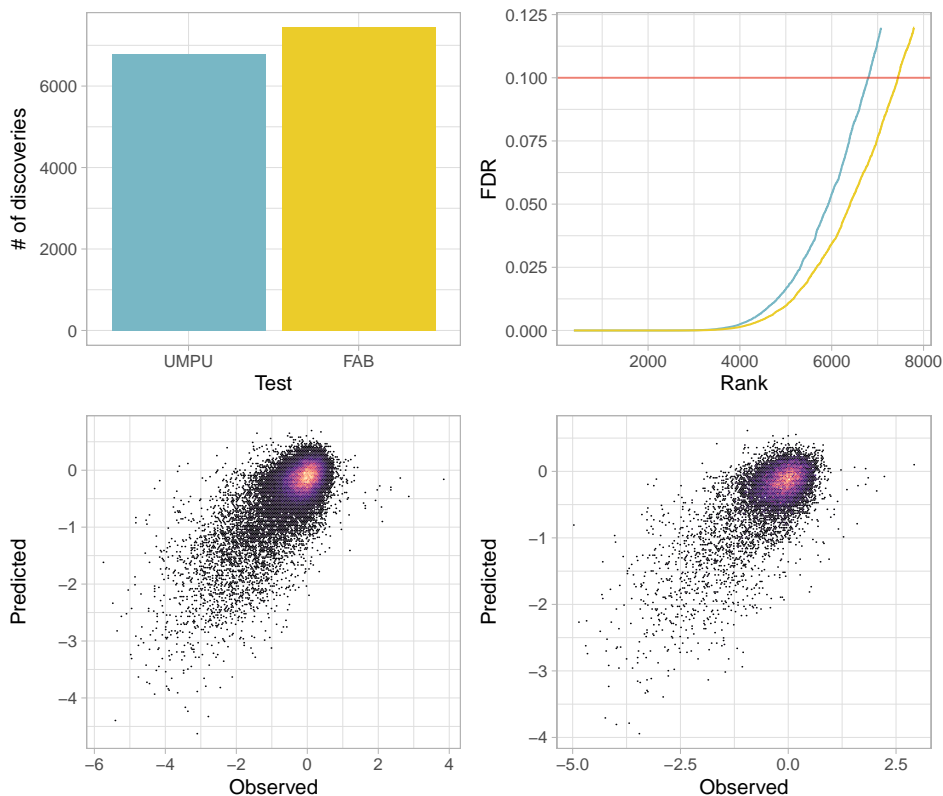 # of discoveries
6000
4000
2000
0
UMPU FAB
Test
FDR
0.125
0.100
0.075
0.050
0.025
0.000
2000 4000 6000 8000
Rank
Predicted
0
−1
−2
−3
−4
−6 −4 −2 0 2 4
Observed
Predicted
0
−1
−2
−3
−4
−5.0 −2.5 0.0 2.5
Observed